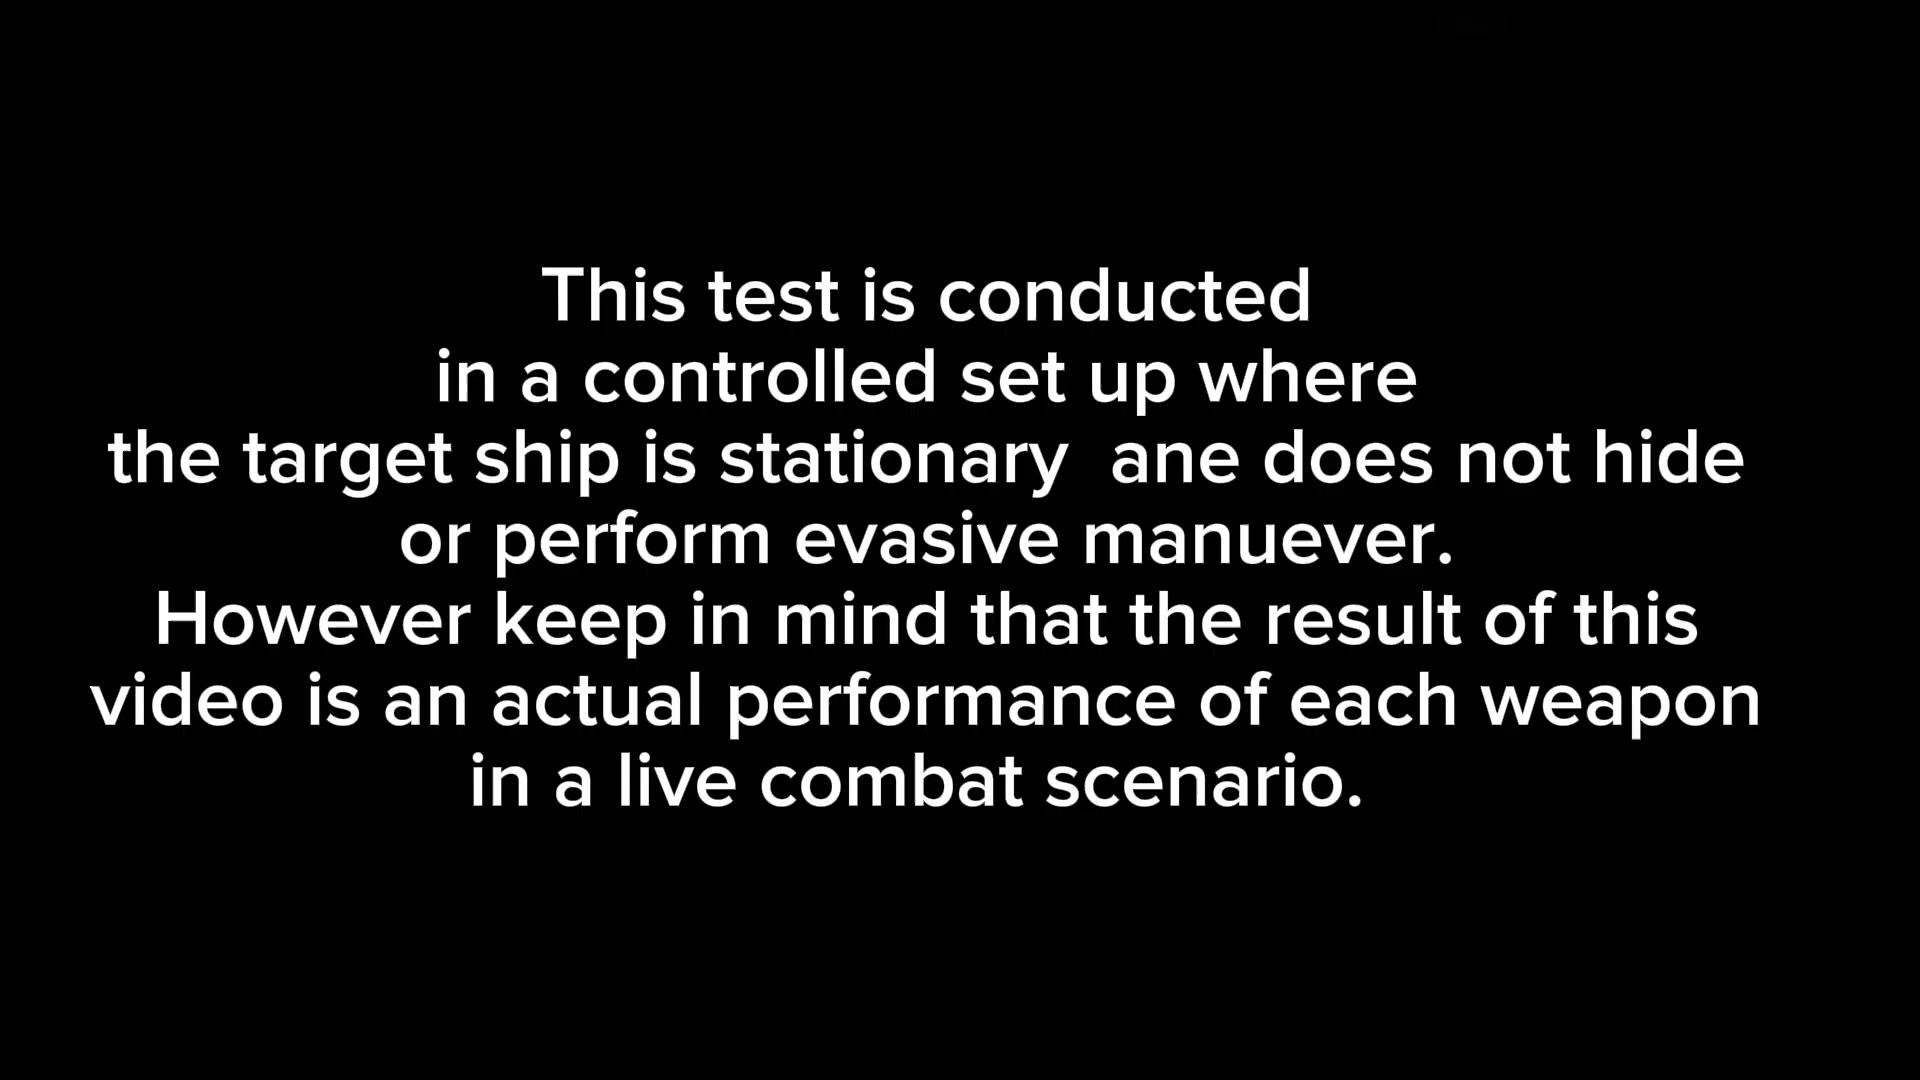 This test is conducted
in a controlled set up where
the target ship is stationary  ane does not hide
or perform evasive manuever.
However keep in mind that the result of this
video is an actual performance of each weapon
in a live combat scenario.